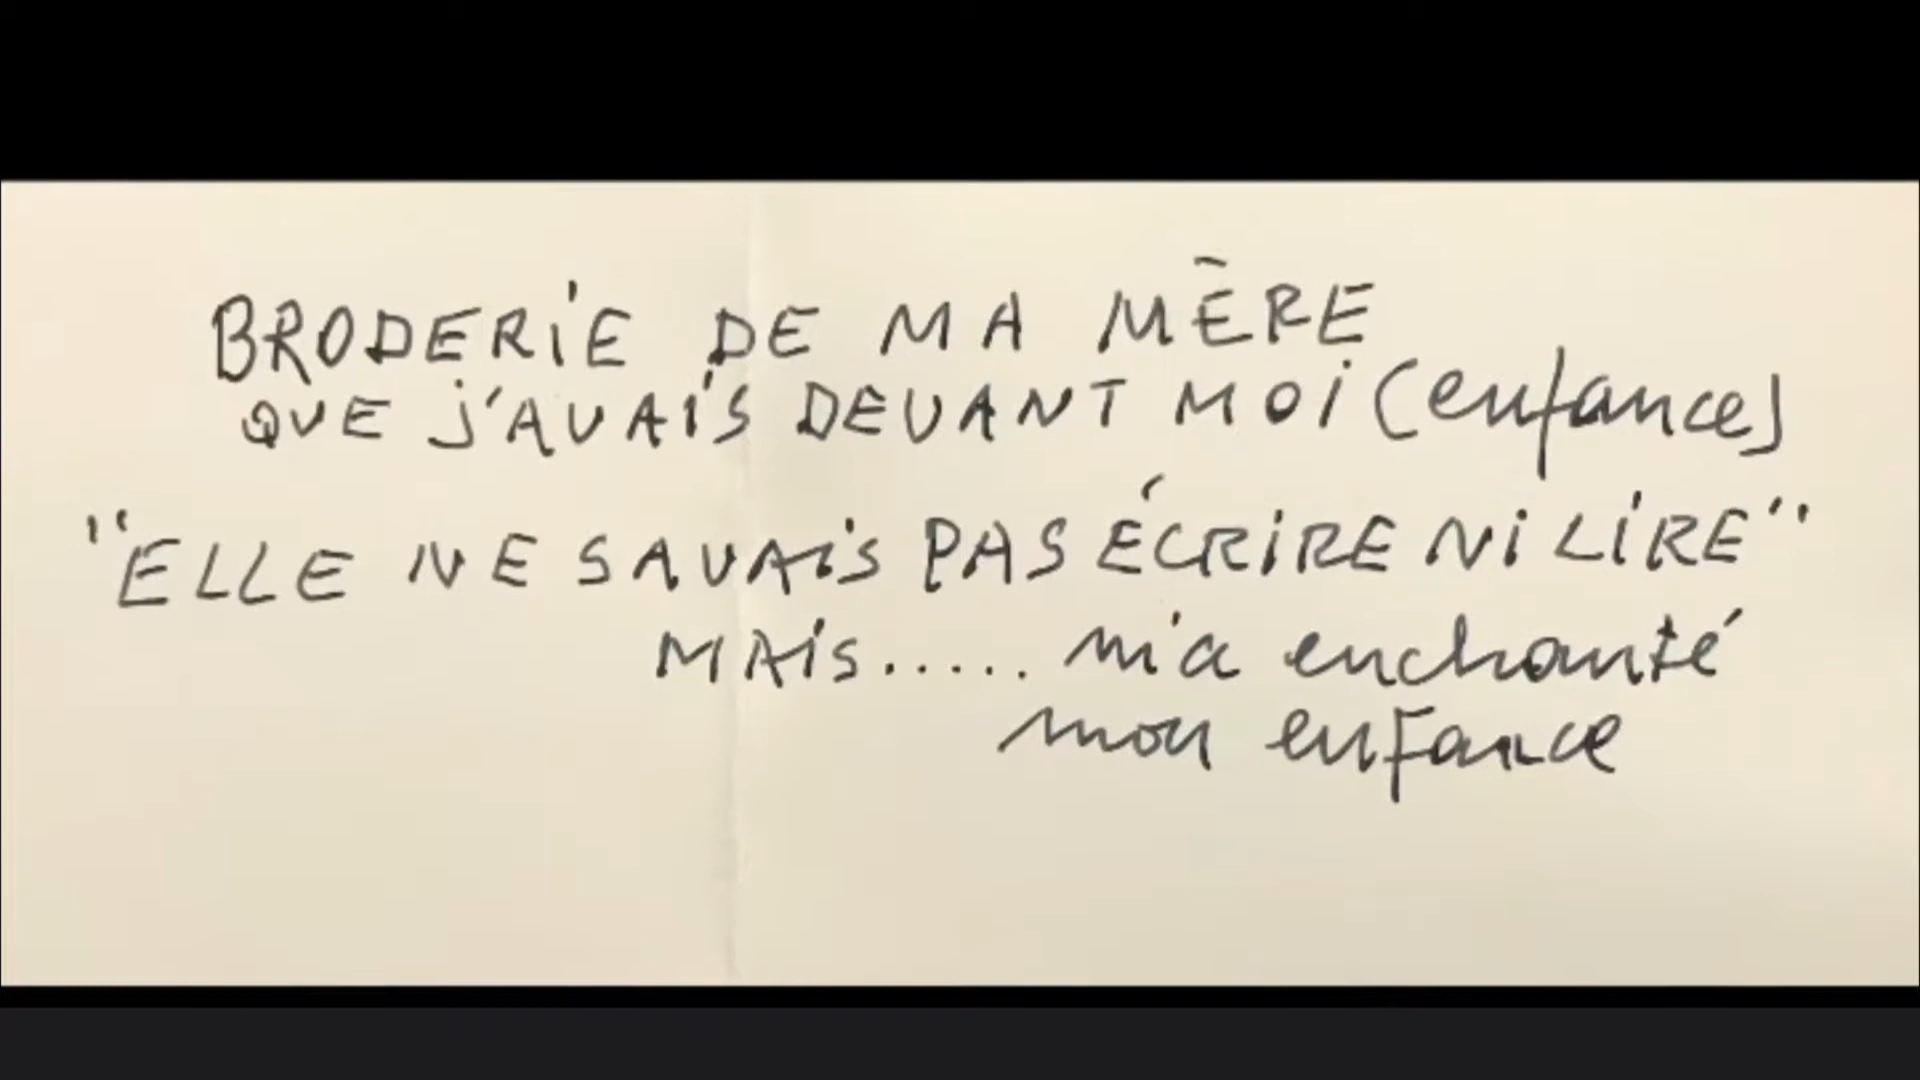 BRODERIE DE MA MÈRE
QUE J'AVAIS DEVANT MOI (enfance)
"ELLE NE SAVAIS PAS ÉCRIRE NI LIRE"
MAIS..... m'a enchanté
mon enfance